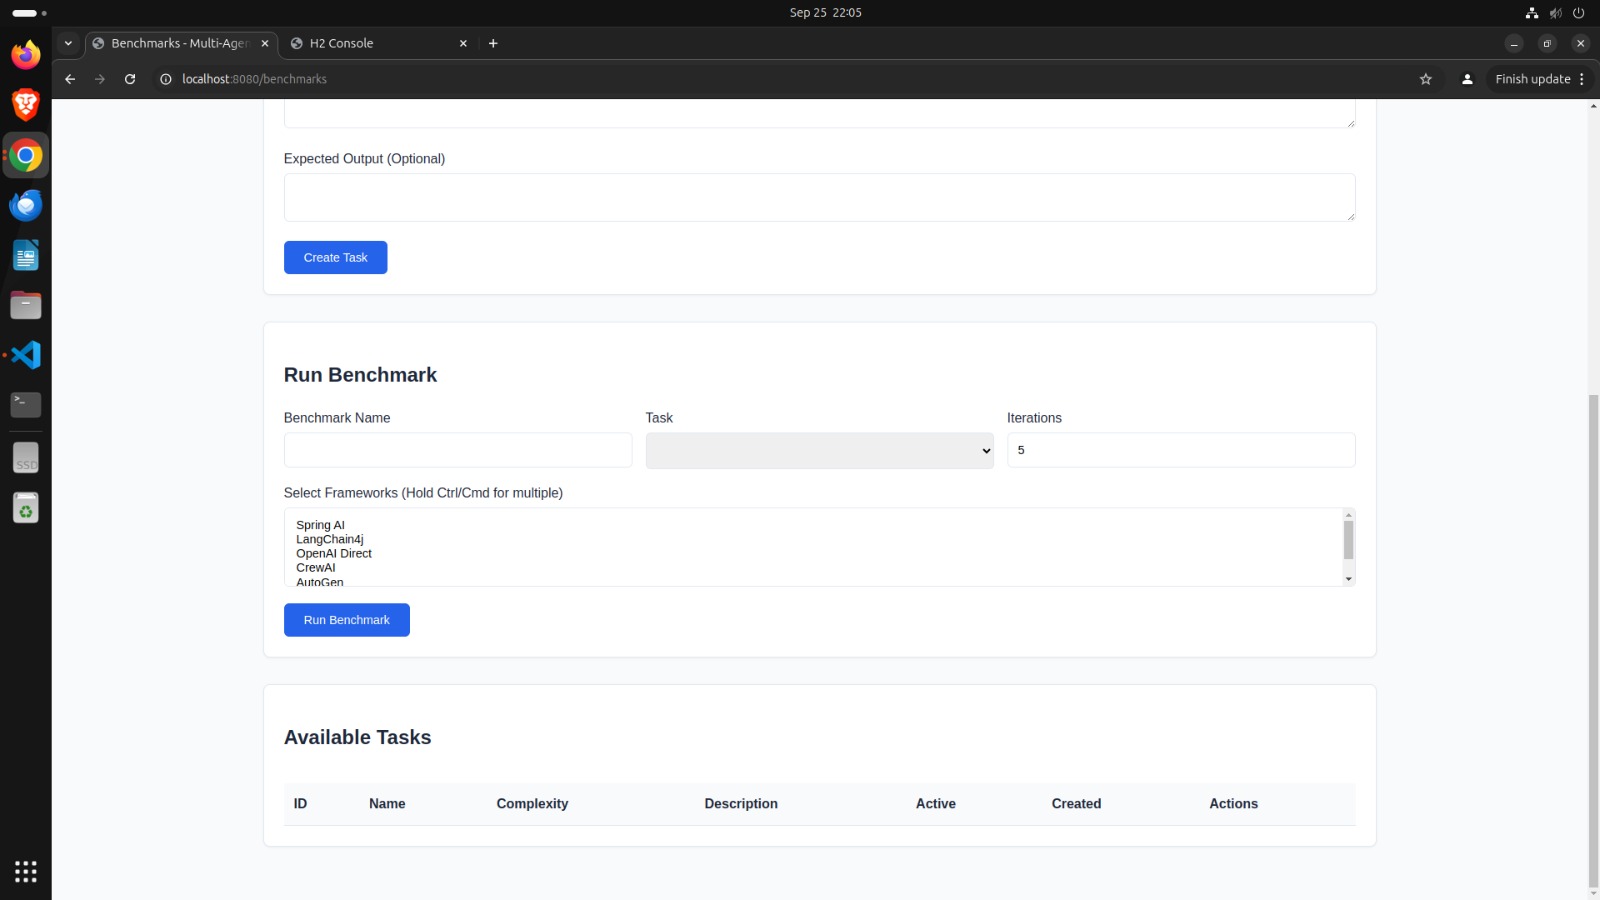 Sep 25 22:05
Benchmarks - Multi-Age
H2 Console
localhost:8080/benchmarks
Finish update
Expected Output (Optional)
Create Task
Run Benchmark
Benchmark Name
Task
Iterations
5
Select Frameworks (Hold Ctrl/Cmd for multiple)
Spring AI
LangChain4j
OpenAI Direct
CrewAI
AutoGen
Run Benchmark
Available Tasks
ID Name Complexity Description Active Created Actions
SSD